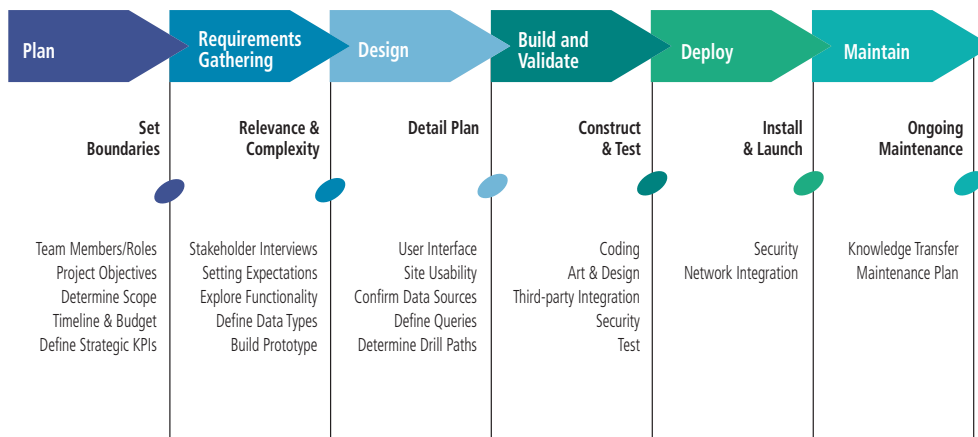 Plan
Requirements
Gathering
Design
Build and
Validate
Deploy
Maintain
Set
Boundaries
Relevance &
Complexity
Detail Plan
Construct
& Test
Install
& Launch
Ongoing
Maintenance
Team Members/Roles
Project Objectives
Determine Scope
Timeline & Budget
Define Strategic KPIs
Stakeholder Interviews
Setting Expectations
Explore Functionality
Define Data Types
Build Prototype
User Interface
Site Usability
Confirm Data Sources
Define Queries
Determine Drill Paths
Coding
Art & Design
Third-party Integration
Security
Test
Security
Network Integration
Knowledge Transfer
Maintenance Plan